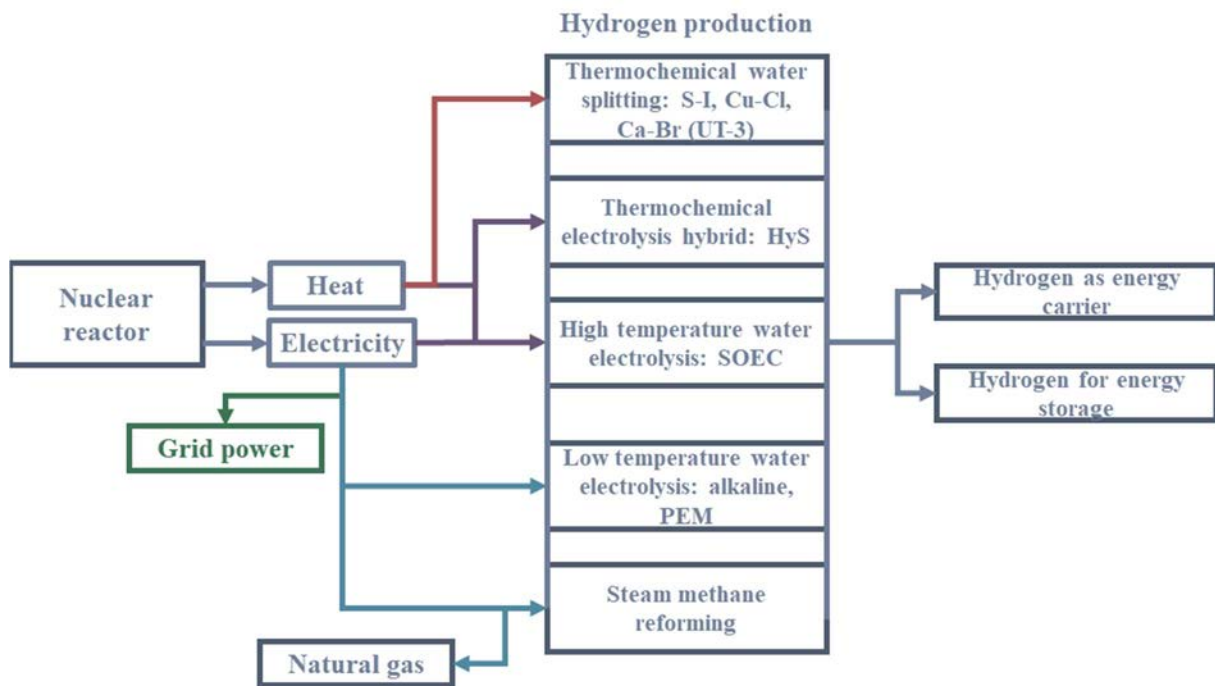 Hydrogen production
Thermochemical water
splitting: S-I, Cu-Cl,
Ca-Br (UT-3)
Thermochemical
electrolysis hybrid: HyS
Nuclear
reactor
Heat
Electricity
High temperature water
electrolysis: SOEC
Hydrogen as energy
carrier
Hydrogen for energy
storage
Grid power
Low temperature water
electrolysis: alkaline,
PEM
Steam methane
reforming
Natural gas